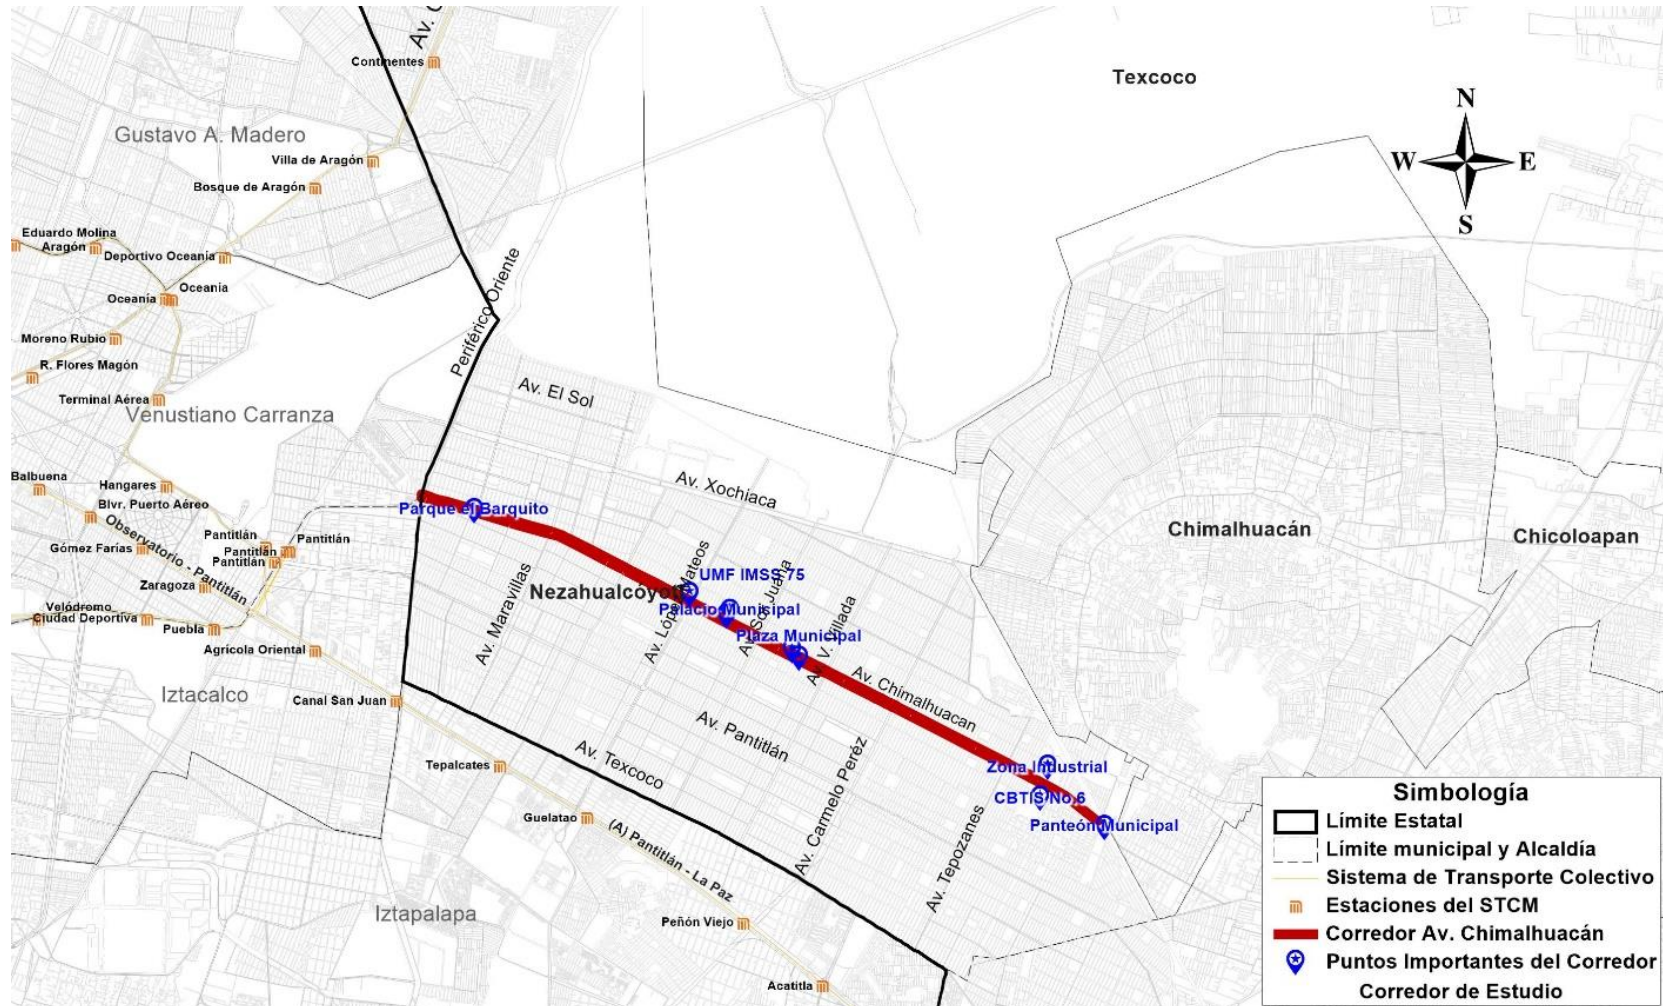 Av. C
Continentes
Texcoco
N
Gustavo A. Madero
Villa de Aragón
W
E
Bosque de Aragón
S
Eduardo Molina
Aragón
Deportivo Oceanía
Periférico Oriente
Oceanía
Oceanía
Moreno Rubio
R. Flores Magón
Terminal Aérea
Venustiano Carranza
Av. El Sol
Balbuena
Hangares
Av. Xochiaca
Blvr. Puerto Aéreo
Parque el Barquito
Observatorio - Pantitlán
Pantitlán
Pantitlán
Pantitlán
Gómez Farías
Chimalhuacán
Chicoloapan
Zaragoza
Nezahualcóyotl
UMF IMSS 75
Av. López Mateos
Velódromo
Ciudad Deportiva
Palacio Municipal
Av. Sor Juana
Puebla
Av. Maravillas
Plaza Municipal
Av. V. Villada
Agrícola Oriental
Iztacalco
Canal San Juan
Av. Chimalhuacan
Av. Pantitlán
Av. Texcoco
Tepalcates
Zona Industrial
CBTIS No.6
Panteón Municipal
Av. Carmelo Peréz
Guelatao
(A) Pantitlán - La Paz
Av. Tepozanes
Iztapalapa
Peñón Viejo
Acatitla
Simbología
Límite Estatal
Límite municipal y Alcaldía
Sistema de Transporte Colectivo
Estaciones del STCM
Corredor Av. Chimalhuacán
Puntos Importantes del Corredor
Corredor de Estudio